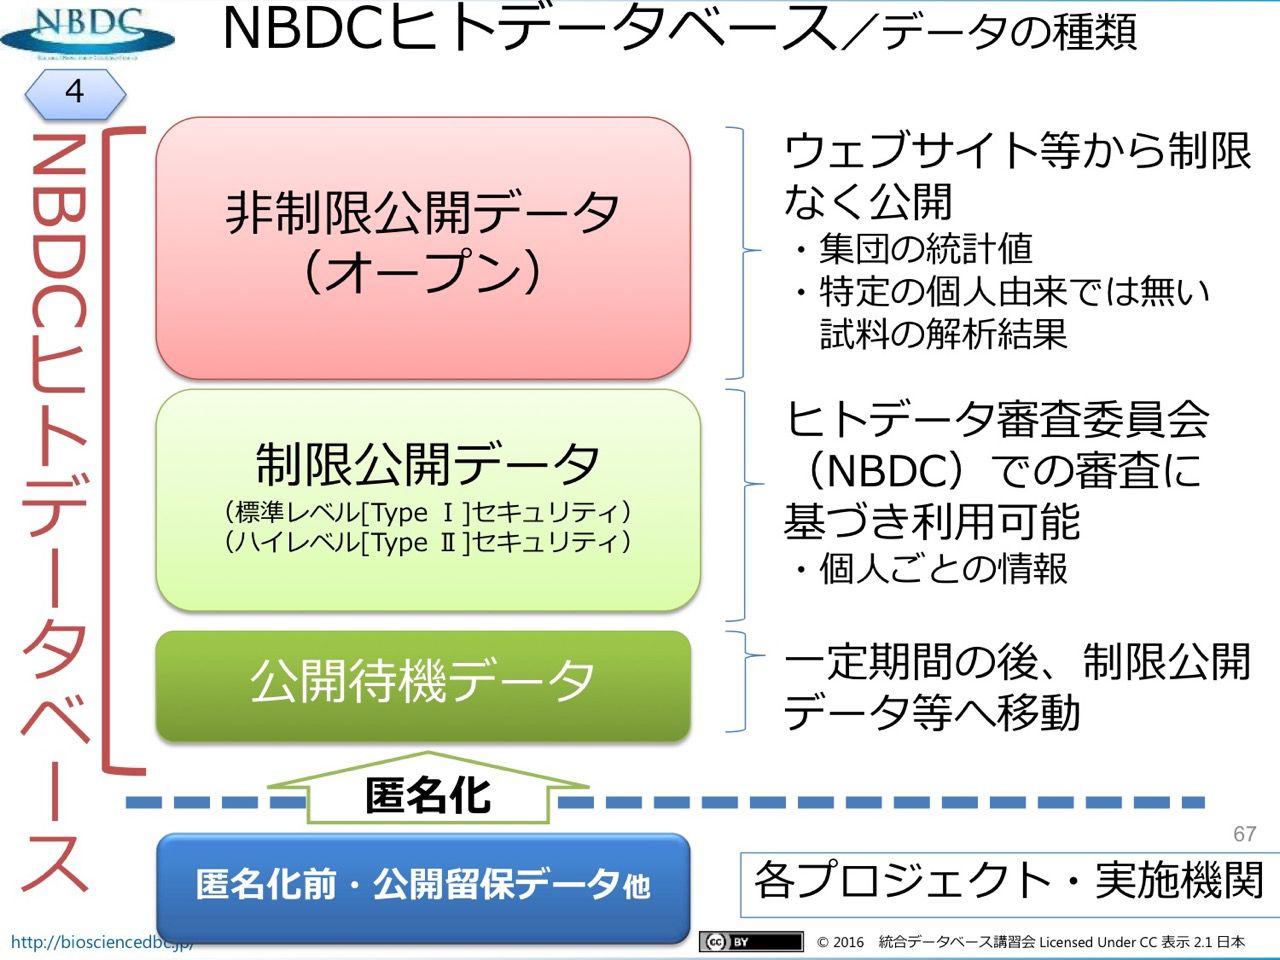 NBDC
NBDCヒトデータベース／データの種類
4
NBDCヒトデータベース
非制限公開データ
（オープン）
ウェブサイト等から制限
なく公開
・集団の統計値
・特定の個人由来では無い
試料の解析結果
制限公開データ
（標準レベル[Type Ⅰ]セキュリティ）
（ハイレベル[Type Ⅱ]セキュリティ）
ヒトデータ審査委員会
（NBDC）での審査に
基づき利用可能
・個人ごとの情報
公開待機データ
一定期間の後、制限公開
データ等へ移動
匿名化
67
匿名化前・公開留保データ他
各プロジェクト・実施機関
http://biosciencedbc.jp/
cc BY
© 2016 統合データベース講習会 Licensed Under CC 表示 2.1 日本